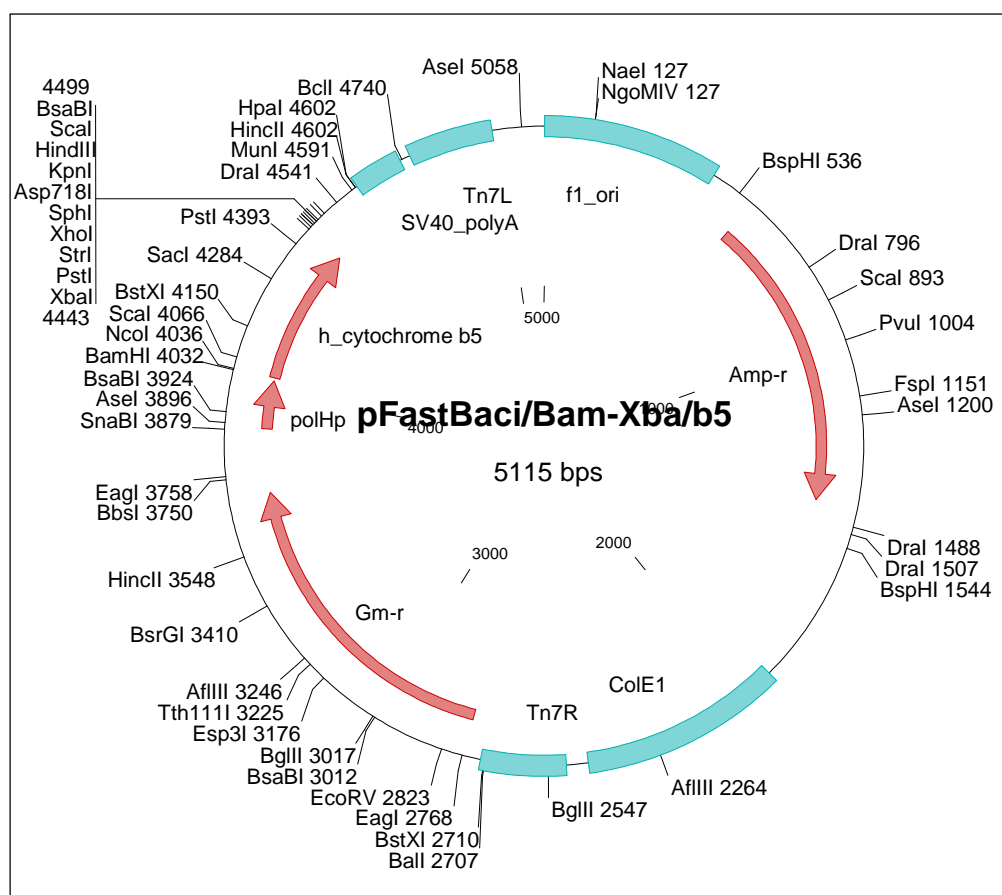 AseI 5058
NaeI 127
NgoMIV 127
BclI 4740
HpaI 4602
HincII 4602
MunI 4591
DraI 4541
4499
BsaBI
ScaI
HindIII
KpnI
Asp718I
SphI
XhoI
StrI
PstI
XbaI
4443
PstI 4393
SacI 4284
BstXI 4150
ScaI 4066
NcoI 4036
BamHI 4032
BsaBI 3924
AseI 3896
SnaBI 3879
EagI 3758
BbsI 3750
HincII 3548
BsrGI 3410
AflIII 3246
Tth111I 3225
Esp3I 3176
BglII 3017
BsaBI 3012
EcoRV 2823
EagI 2768
BstXI 2710
BalI 2707
BglII 2547
AflIII 2264
BspHI 536
DraI 796
ScaI 893
PvuI 1004
FspI 1151
AseI 1200
DraI 1488
DraI 1507
BspHI 1544
Tn7L
SV40_polyA
f1_ori
5000
h_cytochrome b5
Amp-r
1000
polHp
4000
pFastBaci/Bam-Xba/b5
5115 bps
3000
2000
Gm-r
ColE1
Tn7R